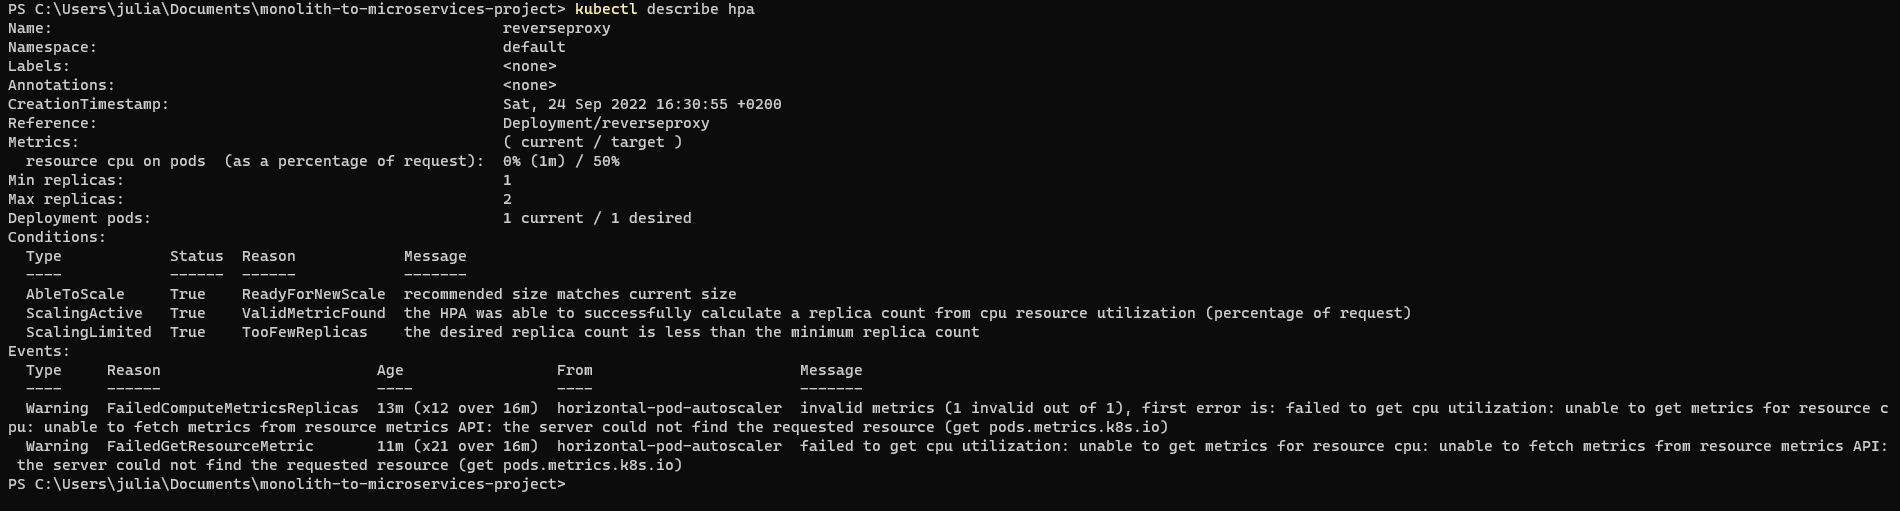 PS C:\Users\julia\Documents\monolith-to-microservices-project> kubectl describe hpa
Name:                                                  reverseproxy
Namespace:                                             default
Labels:                                                <none>
Annotations:                                           <none>
CreationTimestamp:                                     Sat, 24 Sep 2022 16:30:55 +0200
Reference:                                             Deployment/reverseproxy
Metrics:                                               ( current / target )
  resource cpu on pods  (as a percentage of request):  0% (1m) / 50%
Min replicas:                                          1
Max replicas:                                          2
Deployment pods:                                       1 current / 1 desired
Conditions:
  Type            Status  Reason            Message
  ----            ------  ------            -------
  AbleToScale     True    ReadyForNewScale  recommended size matches current size
  ScalingActive   True    ValidMetricFound  the HPA was able to successfully calculate a replica count from cpu resource utilization (percentage of request)
  ScalingLimited  True    TooFewReplicas    the desired replica count is less than the minimum replica count
Events:
  Type     Reason                        Age                 From                       Message
  ----     ------                        ----                ----                       -------
  Warning  FailedComputeMetricsReplicas  13m (x12 over 16m)  horizontal-pod-autoscaler  invalid metrics (1 invalid out of 1), first error is: failed to get cpu utilization: unable to get metrics for resource c
pu: unable to fetch metrics from resource metrics API: the server could not find the requested resource (get pods.metrics.k8s.io)
  Warning  FailedGetResourceMetric       11m (x21 over 16m)  horizontal-pod-autoscaler  failed to get cpu utilization: unable to get metrics for resource cpu: unable to fetch metrics from resource metrics API:
 the server could not find the requested resource (get pods.metrics.k8s.io)
PS C:\Users\julia\Documents\monolith-to-microservices-project>